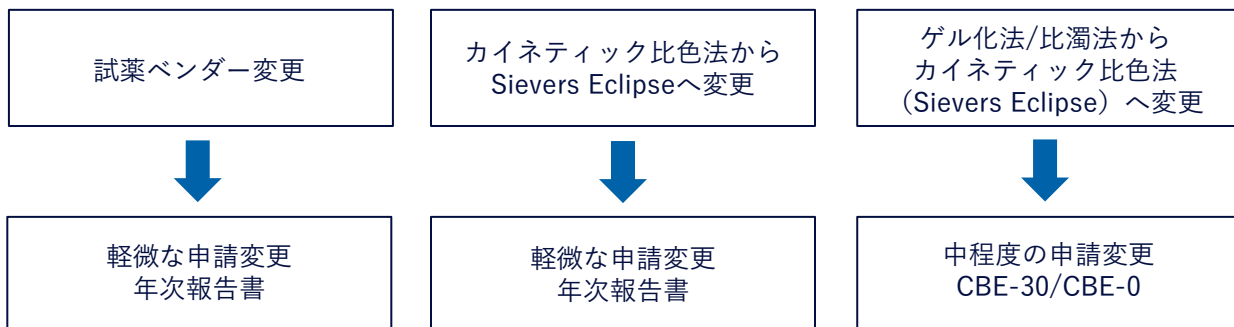 試薬ベンダー変更
カイネティック比色法から
Sievers Eclipseへ変更
ゲル化法/比濁法から
カイネティック比色法
（Sievers Eclipse）へ変更
軽微な申請変更
年次報告書
軽微な申請変更
年次報告書
中程度の申請変更
CBE-30/CBE-0